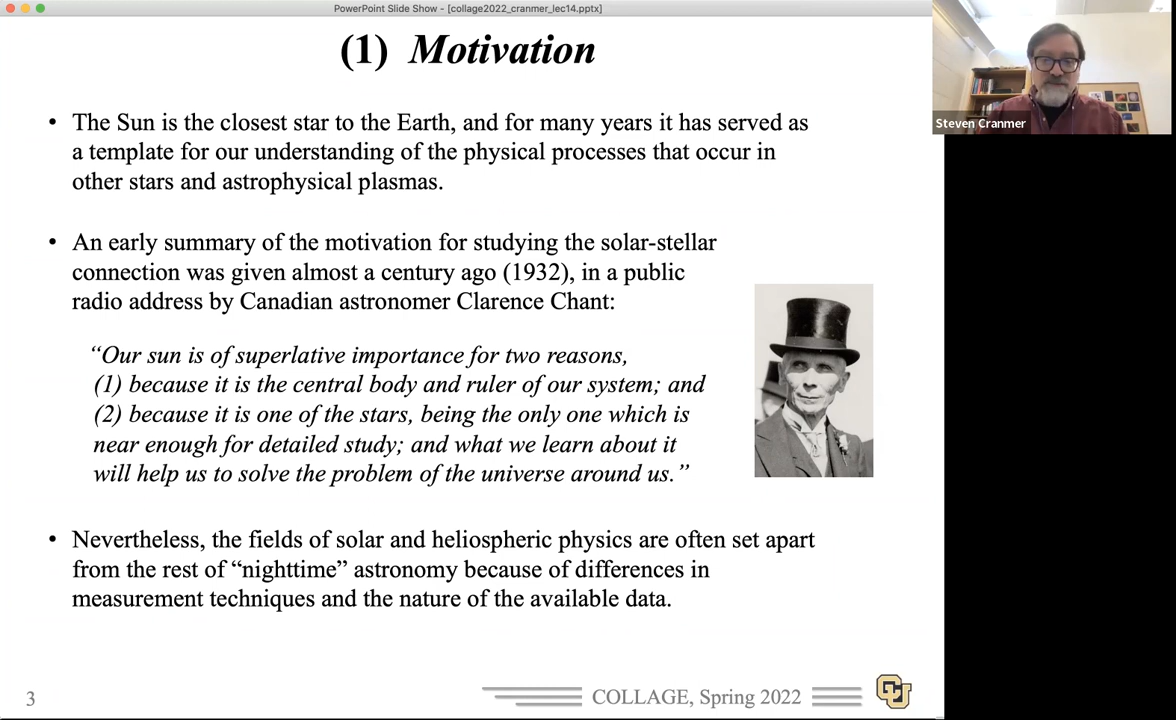 PowerPoint Slide Show - [collage2022_cranmer_lec14.pptx]
(1) Motivation
• The Sun is the closest star to the Earth, and for many years it has served as
a template for our understanding of the physical processes that occur in
other stars and astrophysical plasmas.
• An early summary of the motivation for studying the solar-stellar
connection was given almost a century ago (1932), in a public
radio address by Canadian astronomer Clarence Chant:
“Our sun is of superlative importance for two reasons,
(1) because it is the central body and ruler of our system; and
(2) because it is one of the stars, being the only one which is
near enough for detailed study; and what we learn about it
will help us to solve the problem of the universe around us.”
• Nevertheless, the fields of solar and heliospheric physics are often set apart
from the rest of “nighttime” astronomy because of differences in
measurement techniques and the nature of the available data.
3
COLLAGE, Spring 2022
CU
Steven Cranmer